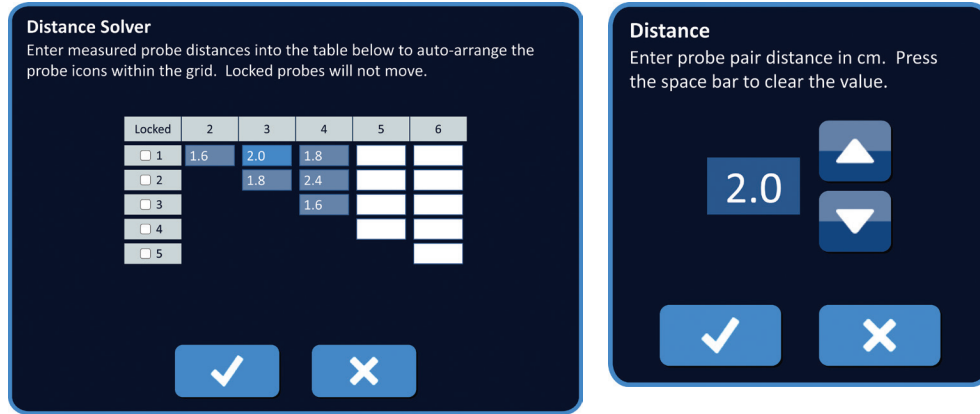 Distance Solver
Enter measured probe distances into the table below to auto-arrange the
probe icons within the grid.  Locked probes will not move.
Locked 2 3 4 5 6
1 1.6 2.0 1.8
2 1.8 2.4
3 1.6
4
5
Distance
Enter probe pair distance in cm.  Press
the space bar to clear the value.
2.0